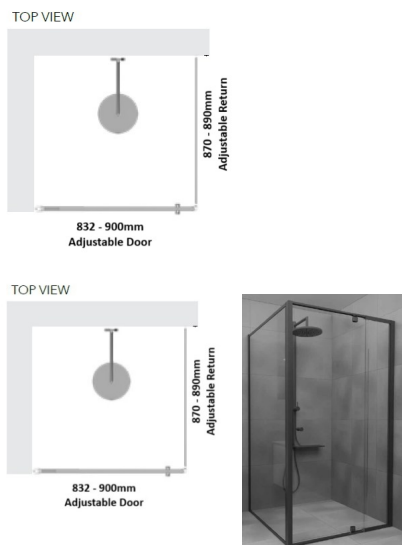 TOP VIEW
870 - 890mm
Adjustable Return
832 - 900mm
Adjustable Door
TOP VIEW
870 - 890mm
Adjustable Return
832 - 900mm
Adjustable Door